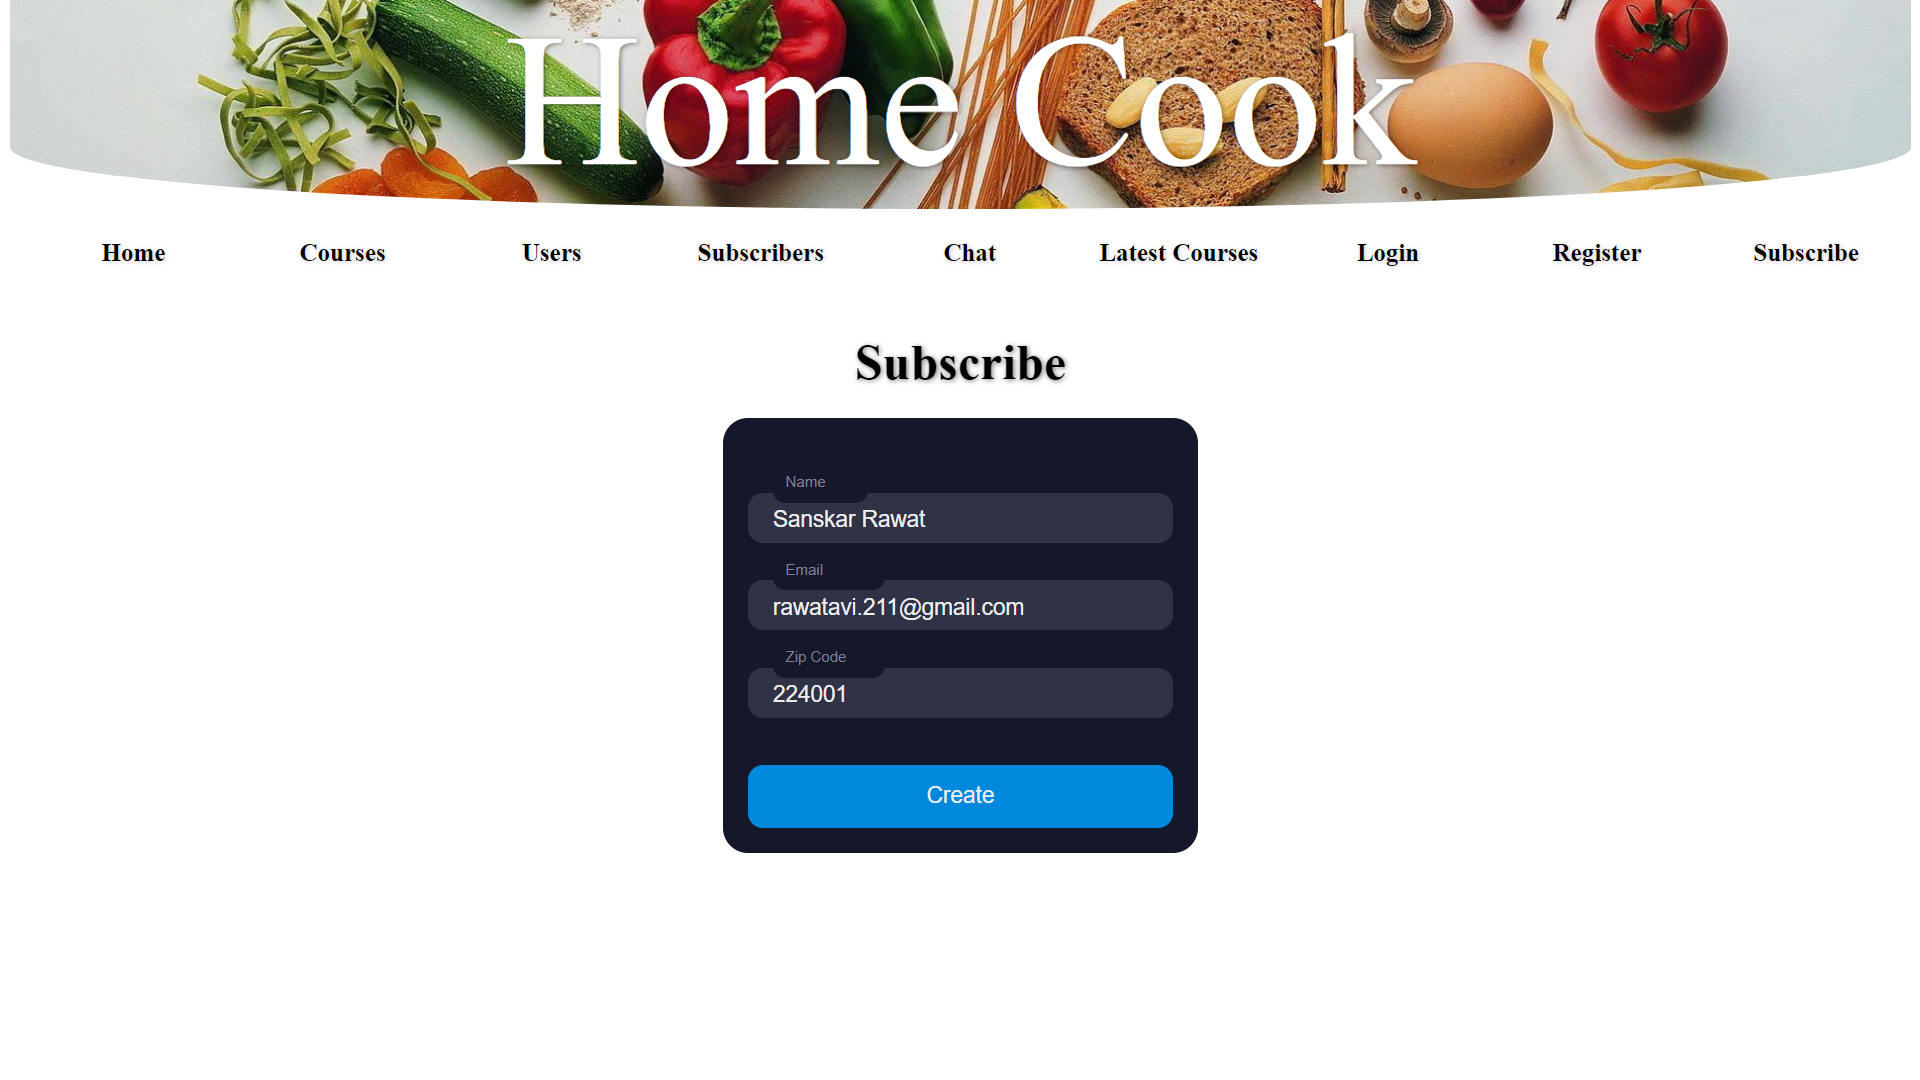 Home Cook
Home Courses Users Subscribers Chat Latest Courses Login Register Subscribe
Subscribe
Name
Sanskar Rawat
Email
rawatavi.211@gmail.com
Zip Code
224001
Create